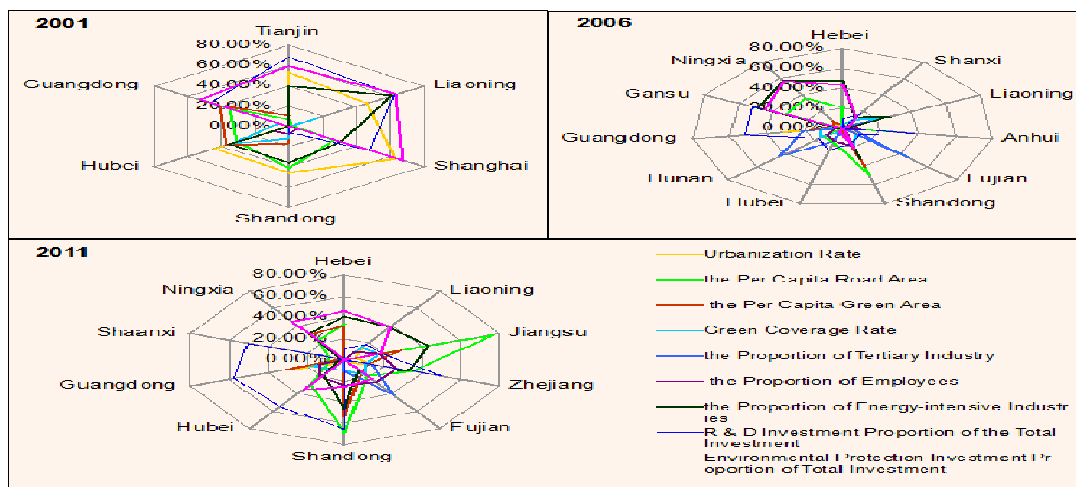 2001
Tianjin
80.00%
60.00%
40.00%
20.00%
0.00%
Guangdong
Liaoning
Hubei
Shanghai
Shandong
2006
Hebei
80.00%
60.00%
40.00%
20.00%
0.00%
Ningxia
Shanxi
Gansu
Liaoning
Guangdong
Anhui
Hunan
Fujian
Hubei
Shandong
2011
Hebei
80.00%
60.00%
40.00%
20.00%
0.00%
Ningxia
Liaoning
Shaanxi
Jiangsu
Guangdong
Zhejiang
Hubei
Fujian
Shandong
Urbanization Rate
the Per Capita Road Area
the Per Capita Green Area
Green Coverage Rate
the Proportion of Tertiary Industry
the Proportion of Employees
the Proportion of Energy-intensive Industr
ies
R & D Investment Proportion of the Total
Investment
Environmental Protection Investment Pr
oportion of Total Investment